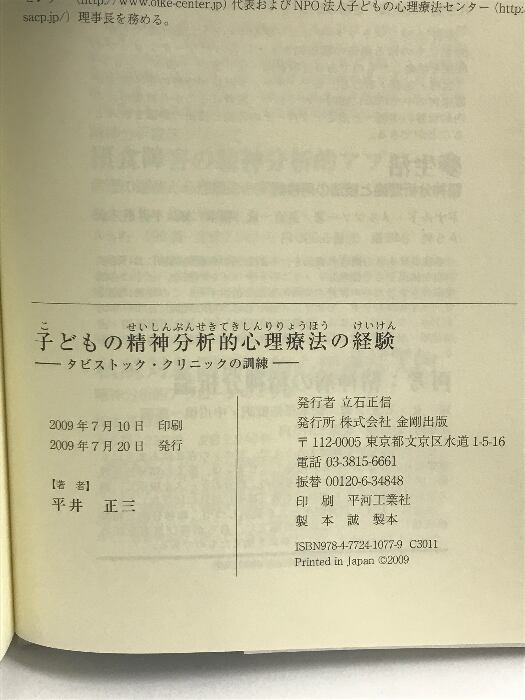 (http://www.oike-center.jp) 代表および NPO 法人子どもの心理療法センター (http:
sacp.jp/) 理事長を務める。
こ せいしんぶんせきてきしんりりょうほう けいけん
子どもの精神分析的心理療法の経験
── タビストック・クリニックの訓練 ──
2009年7月10日 印刷
2009年7月20日 発行
【著 者】
平井 正三
発行者 立石正信
発行所 株式会社 金剛出版
〒112-0005 東京都文京区水道 1-5-16
電話 03-3815-6661
振替 00120-6-34848
印 刷 平河工業社
製 本 誠 製本
ISBN978-4-7724-1077-9 C3011
Printed in Japan ©2009